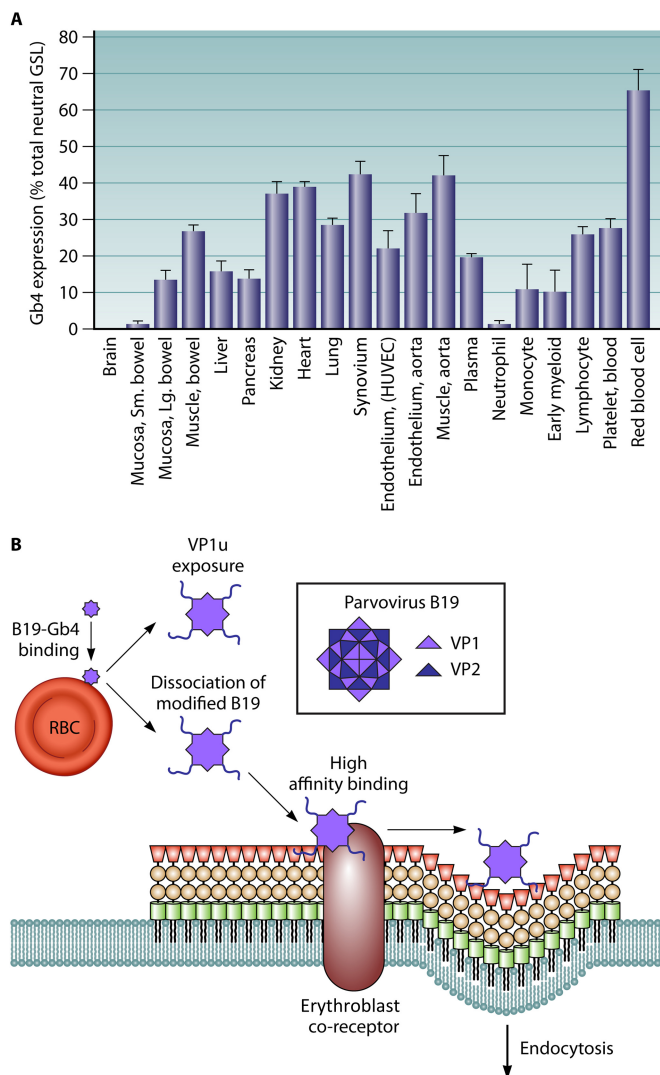 A
Gb4 expression (% total neutral GSL)
80
70
60
50
40
30
20
10
0
Brain
Mucosa, Sm. bowel
Mucosa, Lg. bowel
Muscle, bowel
Liver
Pancreas
Kidney
Heart
Lung
Synovium
Endothelium, (HUVEC)
Endothelium, aorta
Muscle, aorta
Plasma
Neutrophil
Monocyte
Early myeloid
Lymphocyte
Platelet, blood
Red blood cell
B
VP1u
exposure
B19-Gb4
binding
RBC
Dissociation of
modified B19
Parvovirus B19
VP1
VP2
High
affinity binding
Erythroblast
co-receptor
Endocytosis